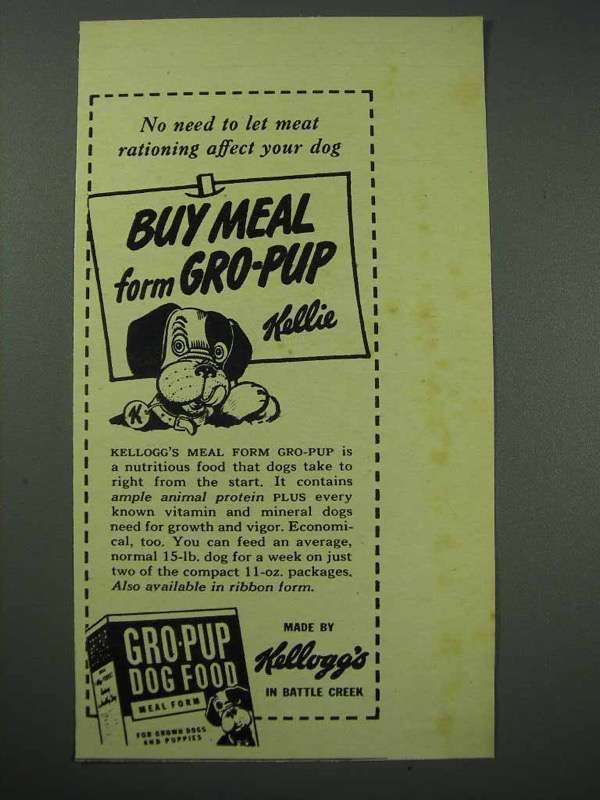 No need to let meat
rationing affect your dog
BUY MEAL
form GRO-PUP
Kellie
K
KELLOGG'S MEAL FORM GRO-PUP is
a nutritious food that dogs take to
right from the start. It contains
ample animal protein PLUS every
known vitamin and mineral dogs
need for growth and vigor. Economi-
cal, too. You can feed an average,
normal 15-lb. dog for a week on just
two of the compact 11-oz. packages.
Also available in ribbon form.
GRO-PUP
DOG FOOD
MEAL FORM
FOR GROWN DOGS
AND PUPPIES
MADE BY
Kellogg's
IN BATTLE CREEK